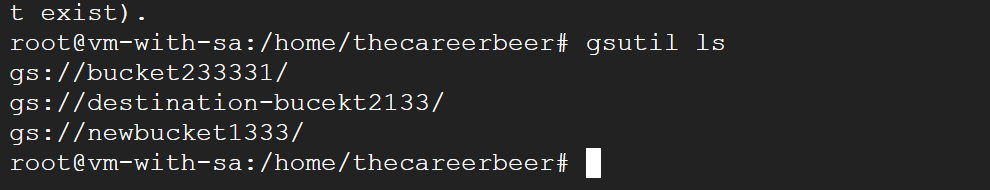 t exist).
root@vm-with-sa:/home/thecareerbeer# gsutil ls
gs://bucket233331/
gs://destination-bucekt2133/
gs://newbucket1333/
root@vm-with-sa:/home/thecareerbeer#